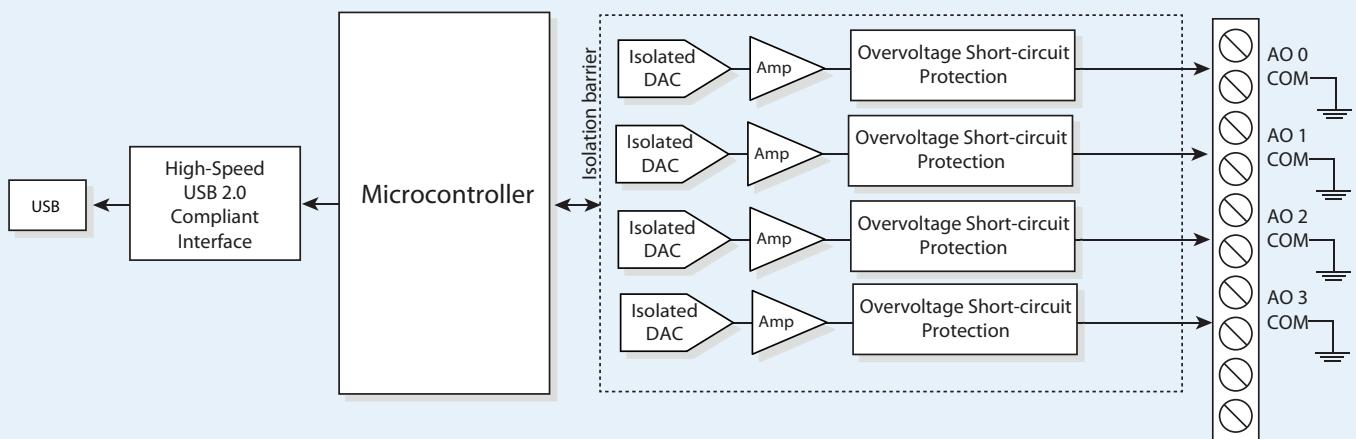 USB
High-Speed
USB 2.0
Compliant
Interface
Microcontroller
Isolation barrier
Isolated
DAC
Amp
Overvoltage Short-circuit
Protection
AO 0
COM
Isolated
DAC
Amp
Overvoltage Short-circuit
Protection
AO 1
COM
Isolated
DAC
Amp
Overvoltage Short-circuit
Protection
AO 2
COM
Isolated
DAC
Amp
Overvoltage Short-circuit
Protection
AO 3
COM